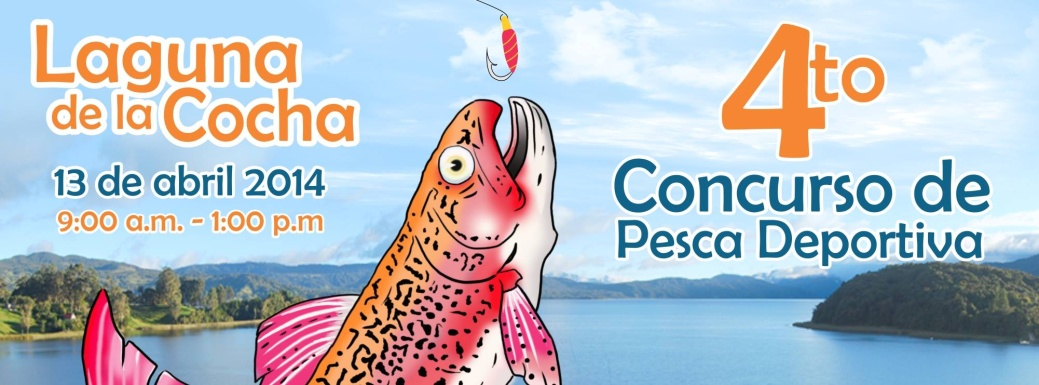 Laguna
de la Cocha
13 de abril 2014
9:00 a.m. - 1:00 p.m
4to
Concurso de
Pesca Deportiva